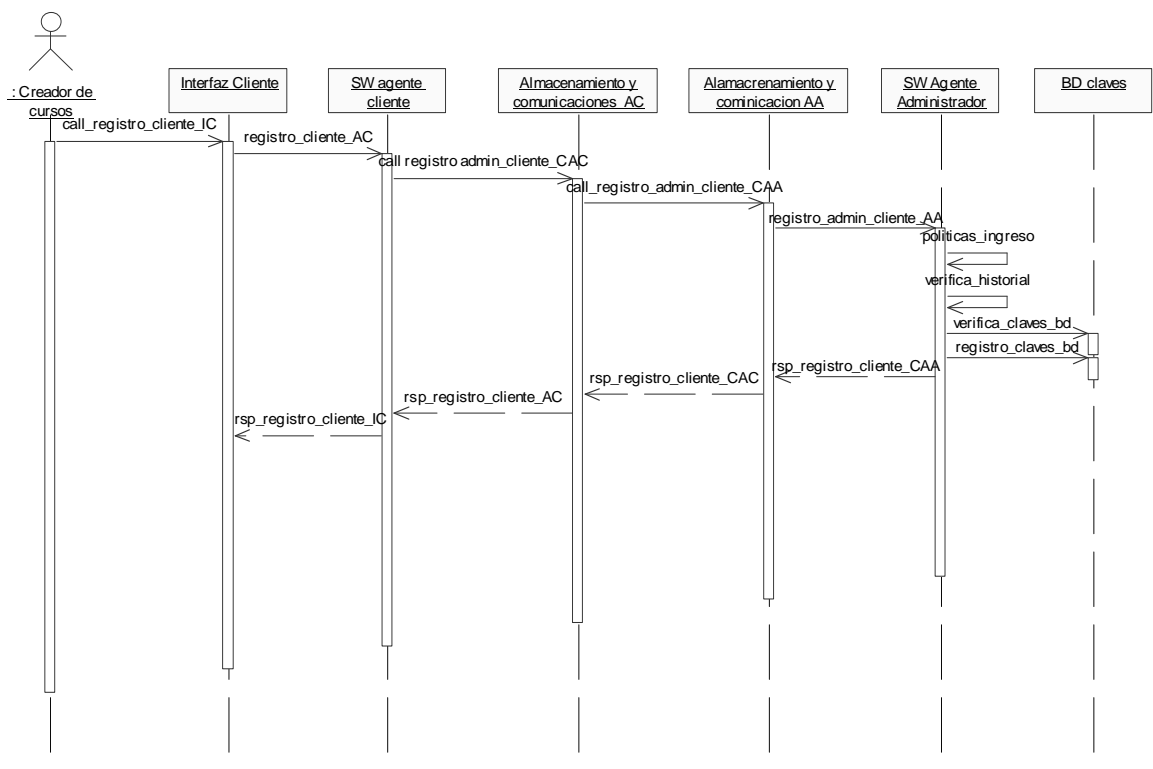 : Creador de
cursos
Interfaz Cliente
SW agente
cliente
Almacenamiento y
comunicaciones_AC
Alamacrenamiento y
cominicacion AA
SW Agente
Administrador
BD claves
call_registro_cliente_IC
registro_cliente_AC
call registro admin_cliente_CAC
call_registro_admin_cliente_CAA
registro_admin_cliente_AA
politicas_ingreso
verifica_historial
verifica_claves_bd
registro_claves_bd
rsp_registro_cliente_CAA
rsp_registro_cliente_CAC
rsp_registro_cliente_AC
rsp_registro_cliente_IC